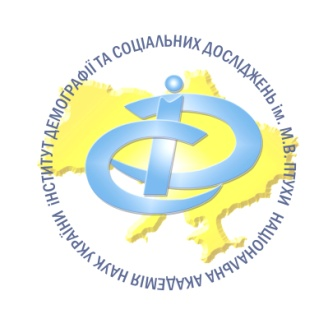 ІНСТИТУТ ДЕМОГРАФІЇ ТА СОЦІАЛЬНИХ ДОСЛІДЖЕНЬ ім. М.В. ПТУХИ
НАЦІОНАЛЬНА АКАДЕМІЯ НАУК УКРАЇНИ